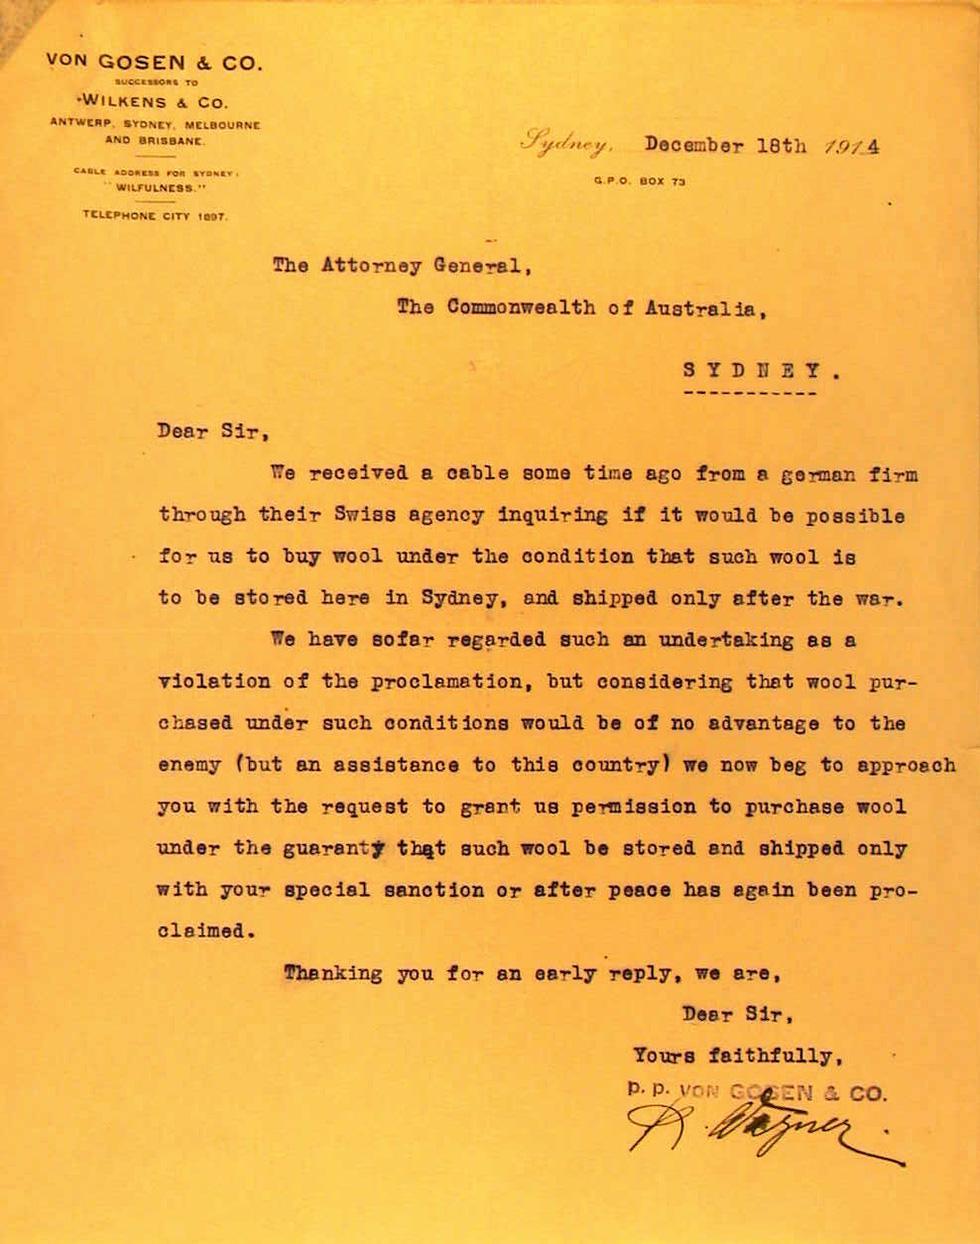 VON GOSEN & CO.
SUCCESSORS TO
WILKENS & CO.
ANTWERP, SYDNEY, MELBOURNE
AND BRISBANE.
CABLE ADDRESS FOR SYDNEY:
"WILFULNESS."
TELEPHONE CITY 1897.
Sydney, December 18th 1914
G.P.O. BOX 73
The Attorney General,
The Commonwealth of Australia,
SYDNEY.
Dear Sir,
We received a cable some time ago from a german firm
through their Swiss agency inquiring if it would be possible
for us to buy wool under the condition that such wool is
to be stored here in Sydney, and shipped only after the war.
We have sofar regarded such an undertaking as a
violation of the proclamation, but considering that wool pur-
chased under such conditions would be of no advantage to the
enemy (but an assistance to this country) we now beg to approach
you with the request to grant us permission to purchase wool
under the guaranty that such wool be stored and shipped only
with your special sanction or after peace has again been pro-
claimed.
Thanking you for an early reply, we are,
Dear Sir,
Yours faithfully,
p. p. VON GOSEN & CO.
R. Wagner.